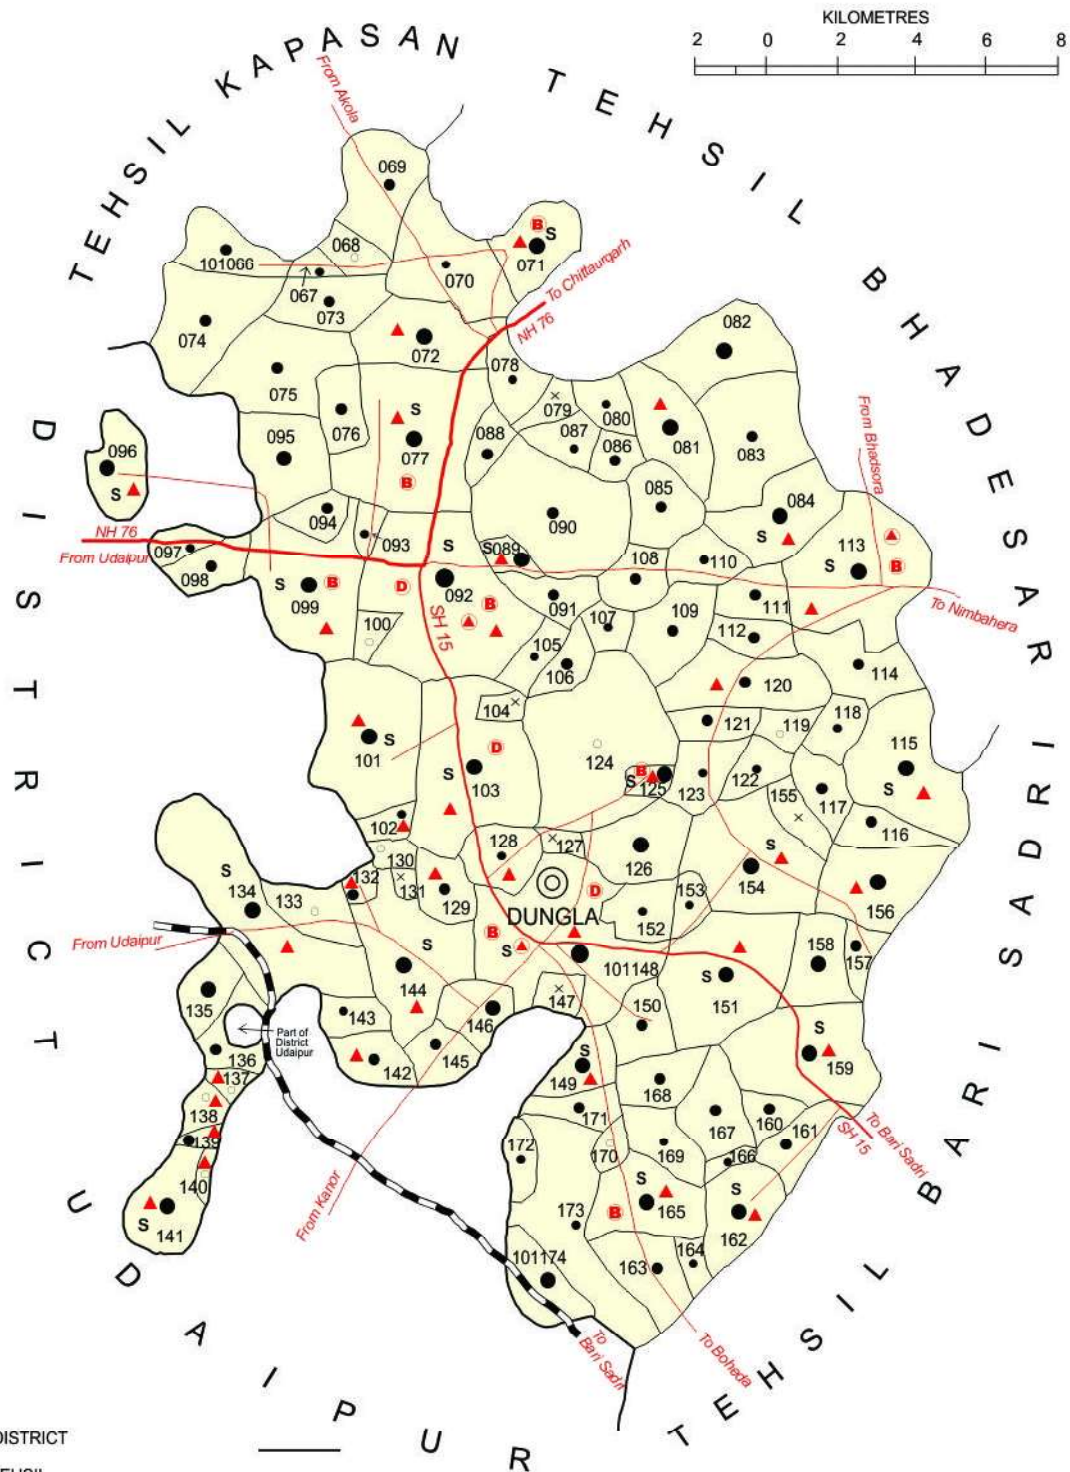 KILOMETRES
2 0 2 4 6 8
TEHSIL KAPASAN
TEHSIL BHADESAR
DISTRICT UDAIPUR
TEHSIL BARI SADRI
From Akola
069
068
B
S
071
101066
067
070
073
074
To Chittaurgarh
NH 76
072
082
078
075
076
079
080
081
083
From Bhadsora
S
077
088
087
086
095
096
S
B
085
084
094
090
S
113
S
B
NH 76
From Udaipur
097
098
093
S
S089
108
110
S
099
B
D
092
B
091
111
To Nimbahera
100
SH 15
107
109
112
105
106
114
120
104
118
S
101
D
121
119
115
S
103
124
B
S
125
123
122
155
117
S
102
128
127
116
130
126
S
132
131
154
S
134
133
129
153
156
D
DUNGLA
152
From Udaipur
S
B
S
101148
158
157
144
S
151
135
147
150
143
146
S
Part of
District
Udaipur
136
145
142
S
159
137
149
168
138
171
167
160
161
To Bari Sadri
SH 15
139
172
170
169
166
140
S
S
165
S
141
173
B
162
From Kanor
101174
163
164
To
Bari Sadri
To Bohada
DISTRICT